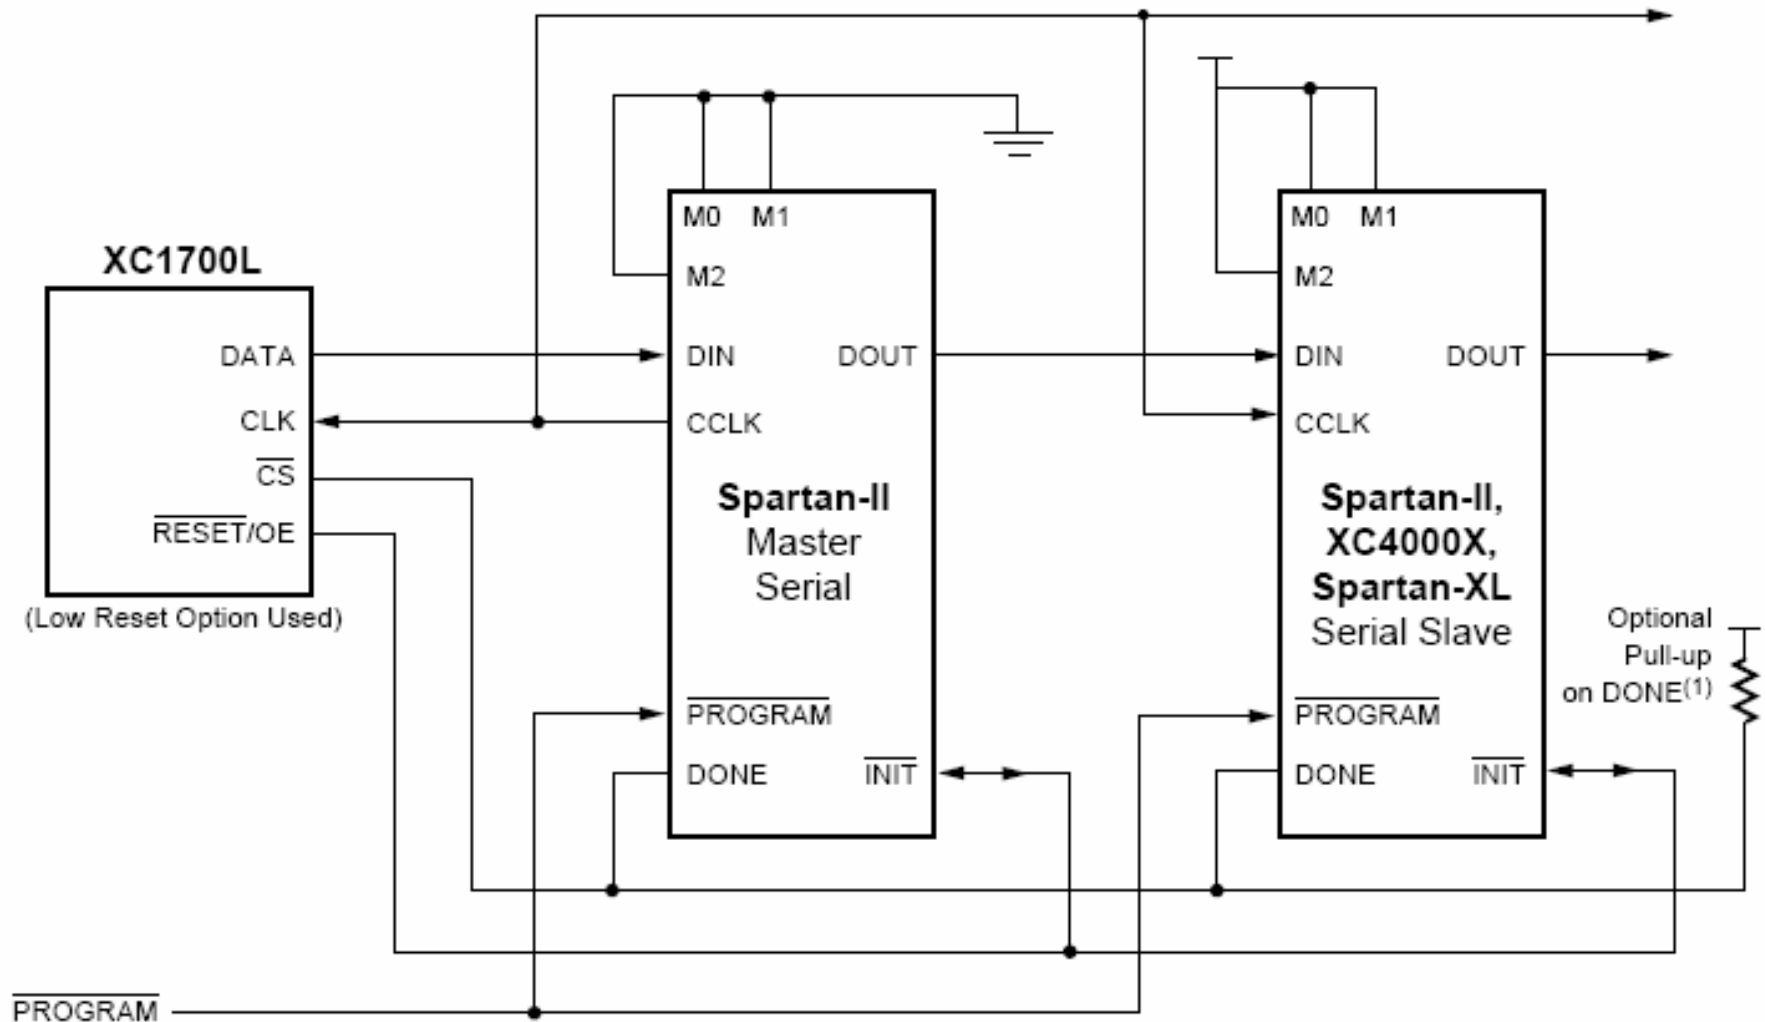 XC1700L
DATA
CLK
CS
RESET/OE
(Low Reset Option Used)
M0 M1
M2
DIN DOUT
CCLK
Spartan-II
Master
Serial
PROGRAM
DONE INIT
M0 M1
M2
DIN DOUT
CCLK
Spartan-II,
XC4000X,
Spartan-XL
Serial Slave
PROGRAM
DONE INIT
Optional
Pull-up
on DONE(1)
PROGRAM